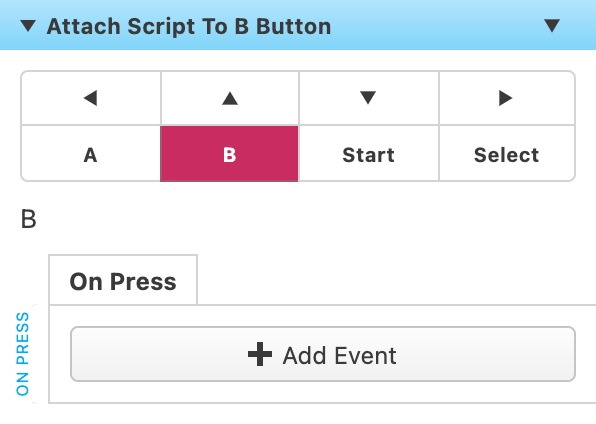 Attach Script To B Button
A B Start Select
B
On Press
ON PRESS
Add Event